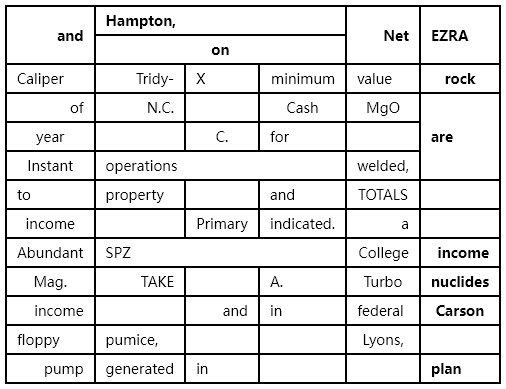 and Hampton, Net EZRA
on
Caliper Tridy- X minimum value rock
of N.C. Cash MgO are
year C. for
Instant operations welded,
to property and TOTALS
income Primary indicated. a
Abundant SPZ College income
Mag. TAKE A. Turbo nuclides
income and in federal Carson
floppy pumice, Lyons,
pump generated in plan